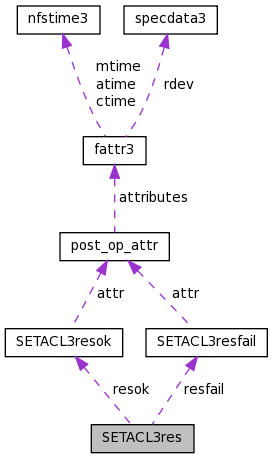 nfstime3
specdata3
mtime
atime
ctime
rdev
fattr3
attributes
post_op_attr
attr
attr
SETACL3resok
SETACL3resfail
resok
resfail
SETACL3res